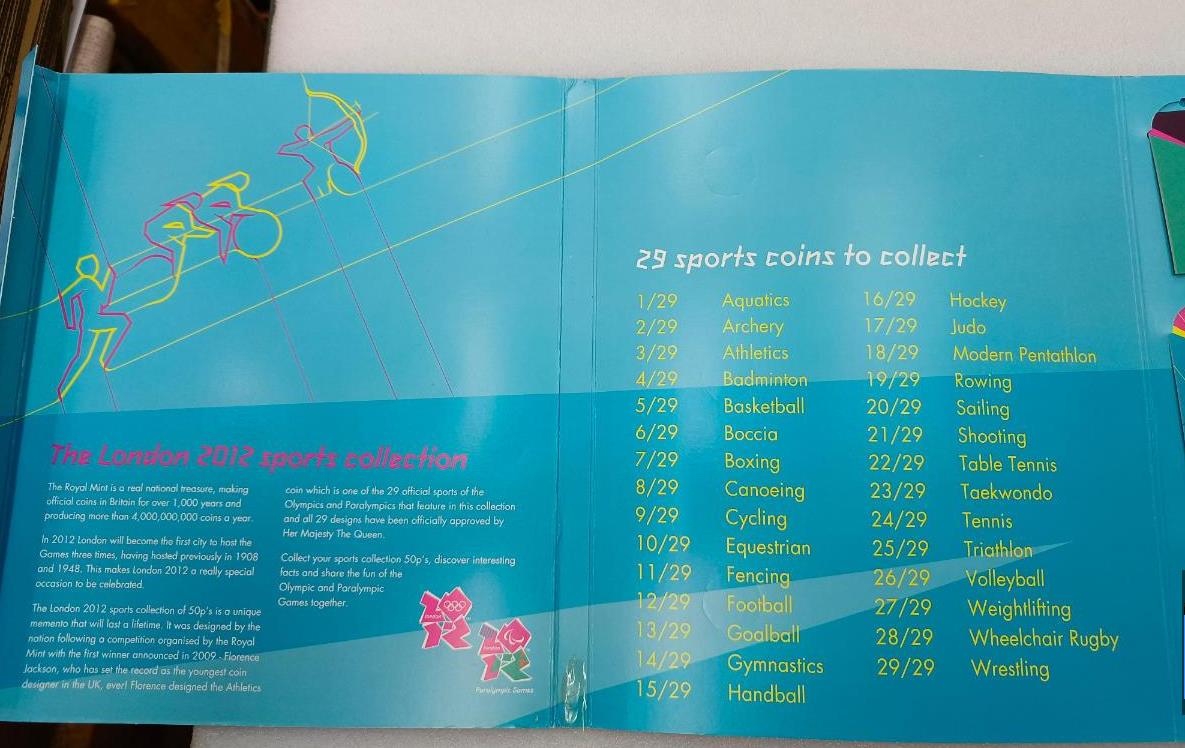 The London 2012 sports collection
The Royal Mint is a real national treasure, making
official coins in Britain for over 1,000 years and
producing more than 4,000,000,000 coins a year.
In 2012 London will become the first city to host the
Games three times, having hosted previously in 1908
and 1948. This makes London 2012 a really special
occasion to be celebrated.
The London 2012 sports collection of 50p's is a unique
memento that will last a lifetime. It was designed by the
nation following a competition organised by the Royal
Mint with the first winner announced in 2009 - Florence
Jackson, who has set the record as the youngest coin
designer in the UK, ever! Florence designed the Athletics
coin which is one of the 29 official sports of the
Olympics and Paralympics that feature in this collection
and all 29 designs have been officially approved by
Her Majesty The Queen.
Collect your sports collection 50p's, discover interesting
facts and share the fun of the
Olympic and Paralympic
Games together.
london
london
Paralympic Games
29 sports coins to collect
1/29 Aquatics
2/29 Archery
3/29 Athletics
4/29 Badminton
5/29 Basketball
6/29 Boccia
7/29 Boxing
8/29 Canoeing
9/29 Cycling
10/29 Equestrian
11/29 Fencing
12/29 Football
13/29 Goalball
14/29 Gymnastics
15/29 Handball
16/29 Hockey
17/29 Judo
18/29 Modern Pentathlon
19/29 Rowing
20/29 Sailing
21/29 Shooting
22/29 Table Tennis
23/29 Taekwondo
24/29 Tennis
25/29 Triathlon
26/29 Volleyball
27/29 Weightlifting
28/29 Wheelchair Rugby
29/29 Wrestling